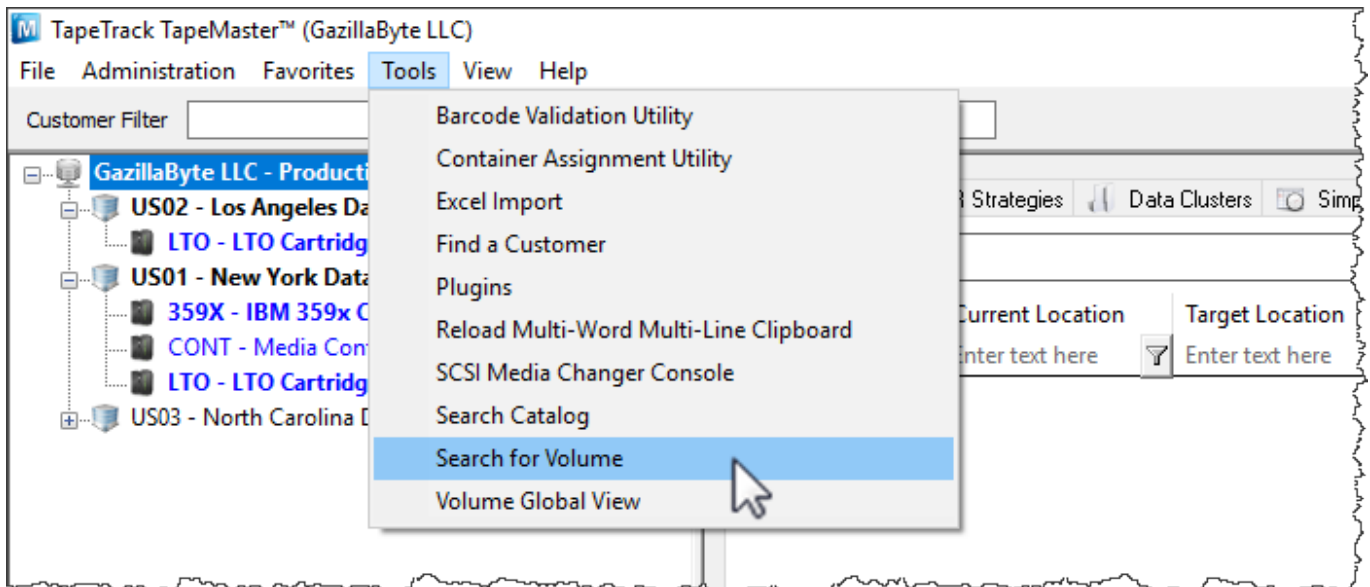 TapeTrack TapeMaster™ (GazillaByte LLC)
File Administration Favorites Tools View Help
Customer Filter
Barcode Validation Utility
Container Assignment Utility
Excel Import
Find a Customer
Plugins
Reload Multi-Word Multi-Line Clipboard
SCSI Media Changer Console
Search Catalog
Search for Volume
Volume Global View
GazillaByte LLC - Producti
US02 - Los Angeles Da
LTO - LTO Cartridg
US01 - New York Data
359X - IBM 359x C
CONT - Media Con
LTO - LTO Cartridg
US03 - North Carolina D
Strategies Data Clusters Simp
Current Location Target Location
Enter text here Enter text here